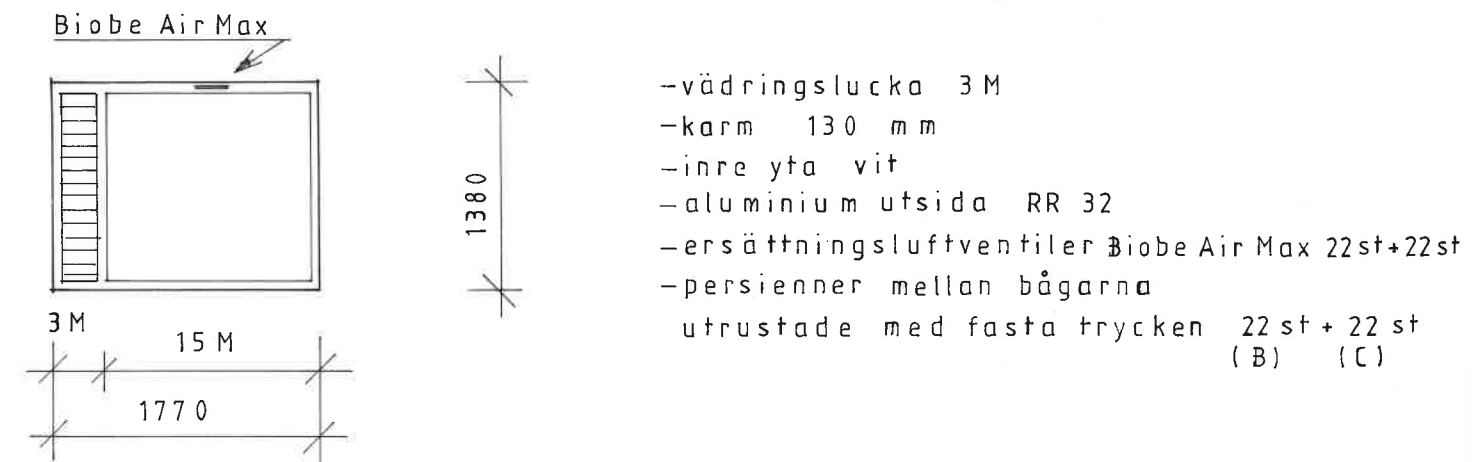 Biobe Air Max
1380
3 M
15 M
1770
-vädringslucka 3 M
-karm 130 mm
-inre yta vit
-aluminium utsida RR 32
-ersättningsluftventiler Biobe Air Max 22st+22st
-persienner mellan bågarna
utrustade med fasta trycken 22 st + 22 st
(B) (C)